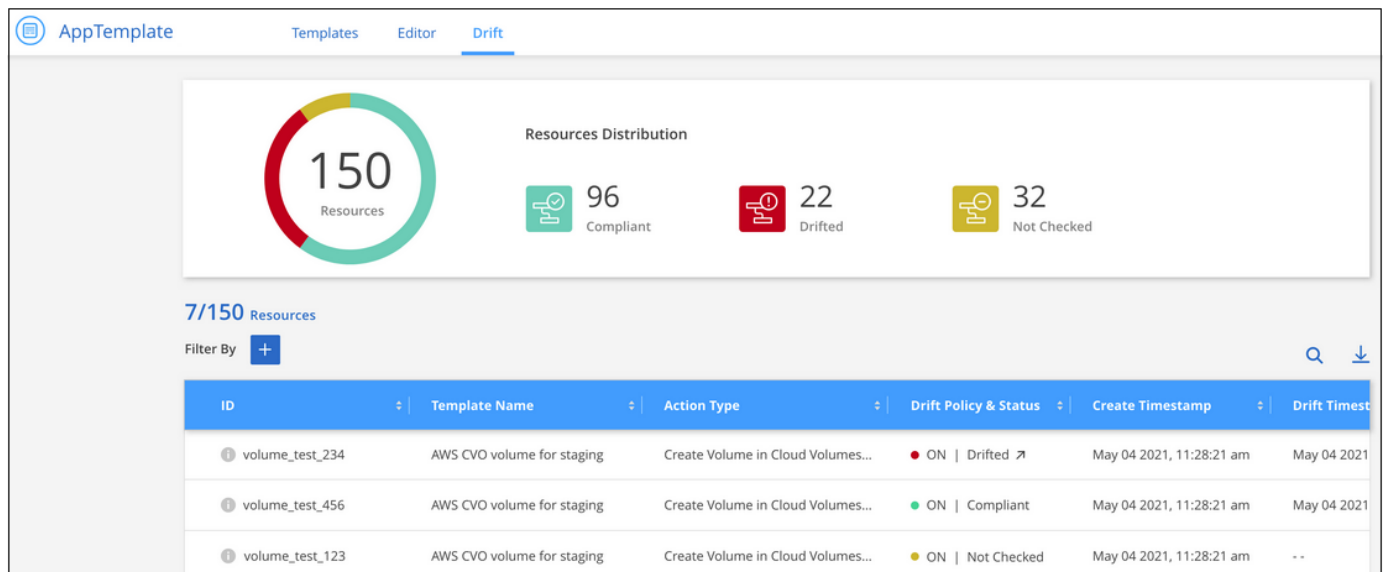 AppTemplate Templates Editor Drift
150
Resources
Resources Distribution
96
Compliant
22
Drifted
32
Not Checked
7/150 Resources
Filter By +
ID Template Name Action Type Drift Policy & Status Create Timestamp Drift Timest
volume_test_234 AWS CVO volume for staging Create Volume in Cloud Volumes... ON | Drifted May 04 2021, 11:28:21 am May 04 2021
volume_test_456 AWS CVO volume for staging Create Volume in Cloud Volumes... ON | Compliant May 04 2021, 11:28:21 am May 04 2021
volume_test_123 AWS CVO volume for staging Create Volume in Cloud Volumes... ON | Not Checked May 04 2021, 11:28:21 am - -